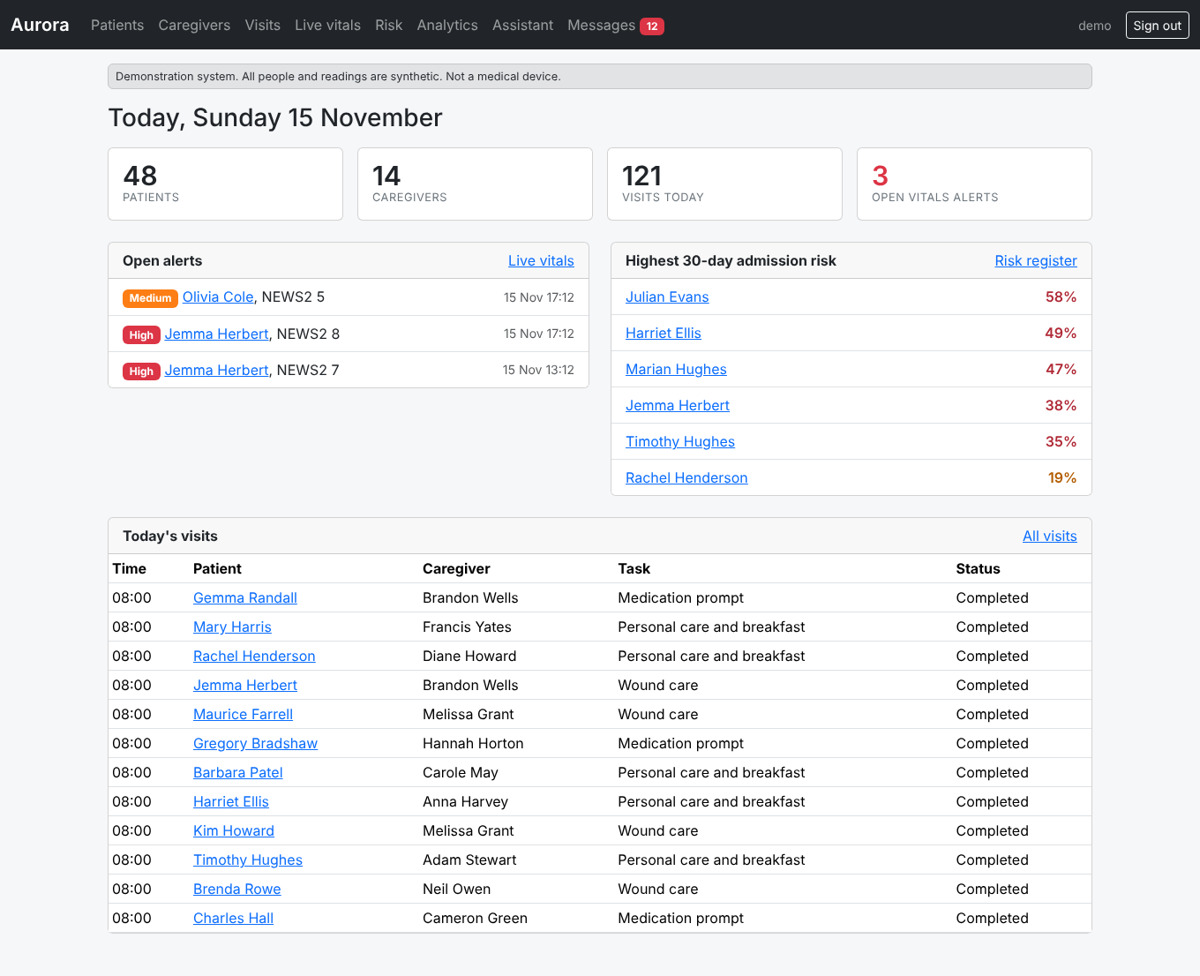 Aurora Patients Caregivers Visits Live vitals Risk Analytics Assistant Messages 12 demo Sign out
Demonstration system. All people and readings are synthetic. Not a medical device.
Today, Sunday 15 November
48
PATIENTS
14
CAREGIVERS
121
VISITS TODAY
3
OPEN VITALS ALERTS
Open alerts Live vitals
Medium Olivia Cole, NEWS2 5 15 Nov 17:12
High Jemma Herbert, NEWS2 8 15 Nov 17:12
High Jemma Herbert, NEWS2 7 15 Nov 13:12
Highest 30-day admission risk Risk register
Julian Evans 58%
Harriet Ellis 49%
Marian Hughes 47%
Jemma Herbert 38%
Timothy Hughes 35%
Rachel Henderson 19%
Today's visits All visits
Time Patient Caregiver Task Status
08:00 Gemma Randall Brandon Wells Medication prompt Completed
08:00 Mary Harris Francis Yates Personal care and breakfast Completed
08:00 Rachel Henderson Diane Howard Personal care and breakfast Completed
08:00 Jemma Herbert Brandon Wells Wound care Completed
08:00 Maurice Farrell Melissa Grant Wound care Completed
08:00 Gregory Bradshaw Hannah Horton Medication prompt Completed
08:00 Barbara Patel Carole May Personal care and breakfast Completed
08:00 Harriet Ellis Anna Harvey Personal care and breakfast Completed
08:00 Kim Howard Melissa Grant Wound care Completed
08:00 Timothy Hughes Adam Stewart Personal care and breakfast Completed
08:00 Brenda Rowe Neil Owen Wound care Completed
08:00 Charles Hall Cameron Green Medication prompt Completed